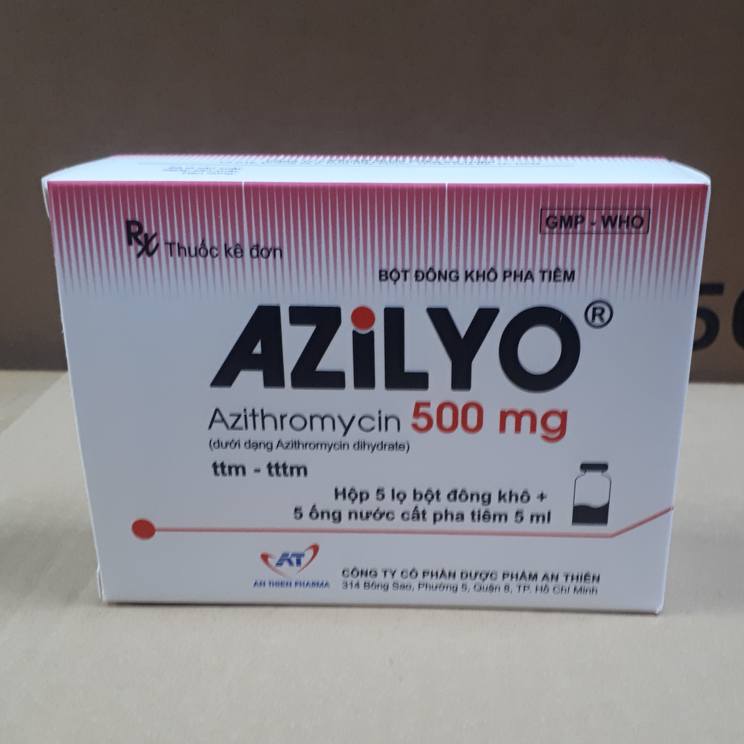 Rx Thuốc kê đơn
GMP - WHO
BỘT ĐÔNG KHÔ PHA TIÊM
AZiLYO®
Azithromycin 500 mg
(dưới dạng Azithromycin dihydrate)
ttm - tttm
Hộp 5 lọ bột đông khô +
5 ống nước cất pha tiêm 5 ml
AT
AN THIEN PHARMA
CÔNG TY CỔ PHẦN DƯỢC PHẨM AN THIÊN
314 Bông Sao, Phường 5, Quận 8, TP. Hồ Chí Minh